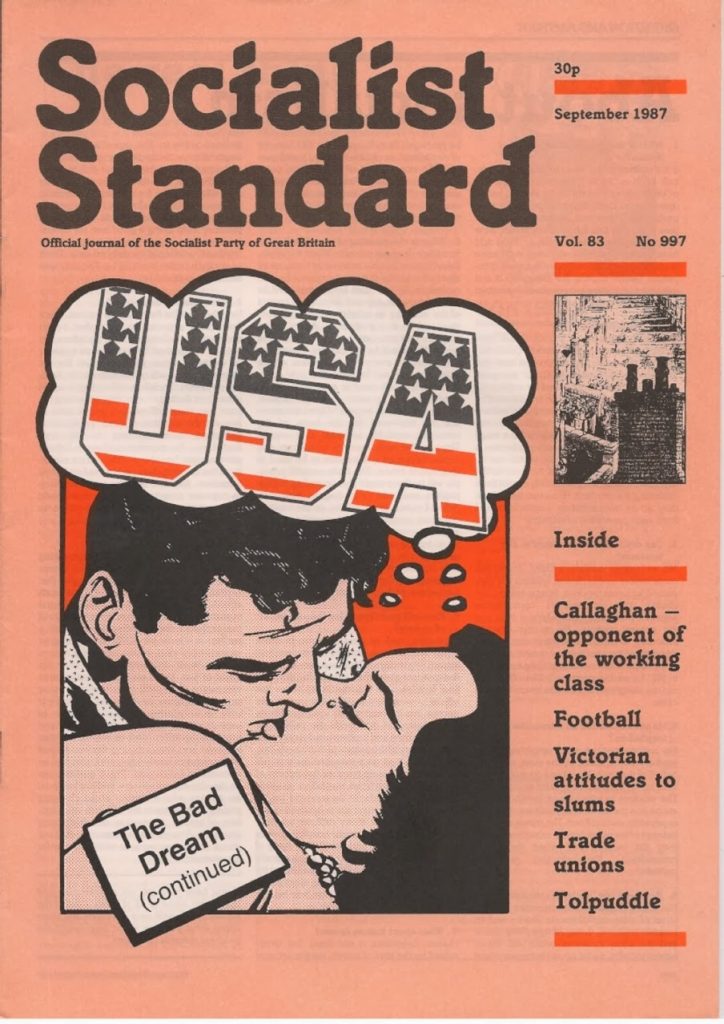 Socialist
Standard
Official journal of the Socialist Party of Great Britain
30p
September 1987
Vol. 83 No 997
USA
The Bad
Dream
(continued)
Inside
Callaghan –
opponent of
the working
class
Football
Victorian
attitudes to
slums
Trade
unions
Tolpuddle